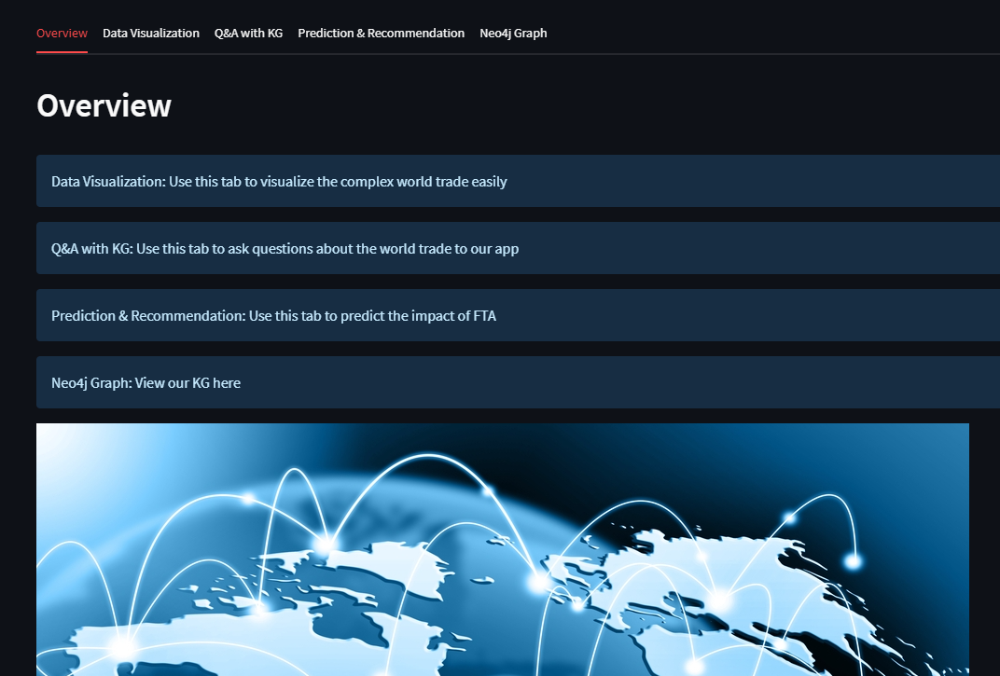 Overview Data Visualization Q&A with KG Prediction & Recommendation Neo4j Graph
Overview
Data Visualization: Use this tab to visualize the complex world trade easily
Q&A with KG: Use this tab to ask questions about the world trade to our app
Prediction & Recommendation: Use this tab to predict the impact of FTA
Neo4j Graph: View our KG here